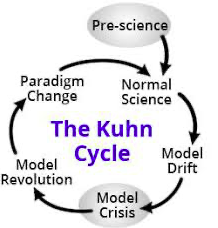 Pre-science
Paradigm
Change
Normal
Science
The Kuhn
Cycle
Model
Drift
Model
Revolution
Model
Crisis